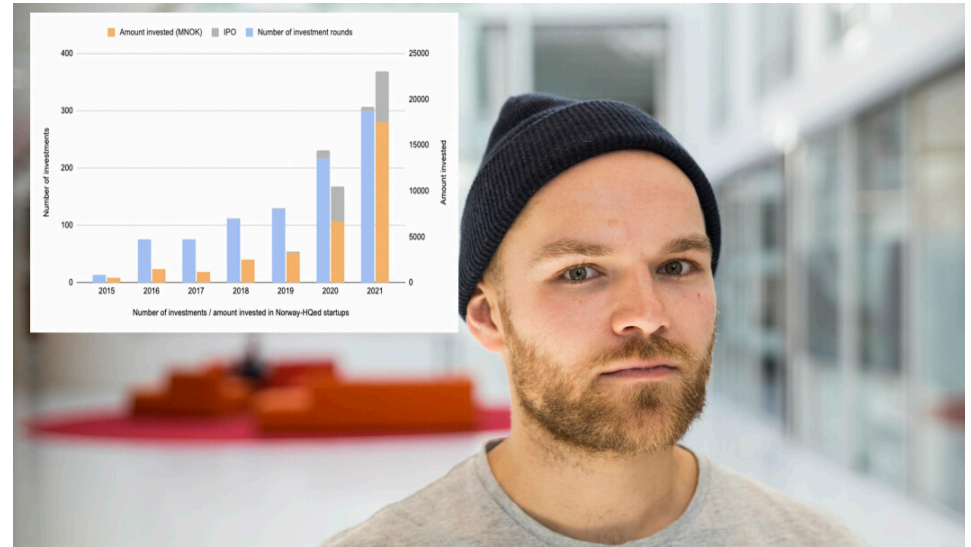 Amount invested (MNOK) IPO Number of investment rounds
400 25000
300 20000
200 15000
100 10000
0 5000
0
Number of investments
Amount invested
2015 2016 2017 2018 2019 2020 2021
Number of investments / amount invested in Norway-HQed startups